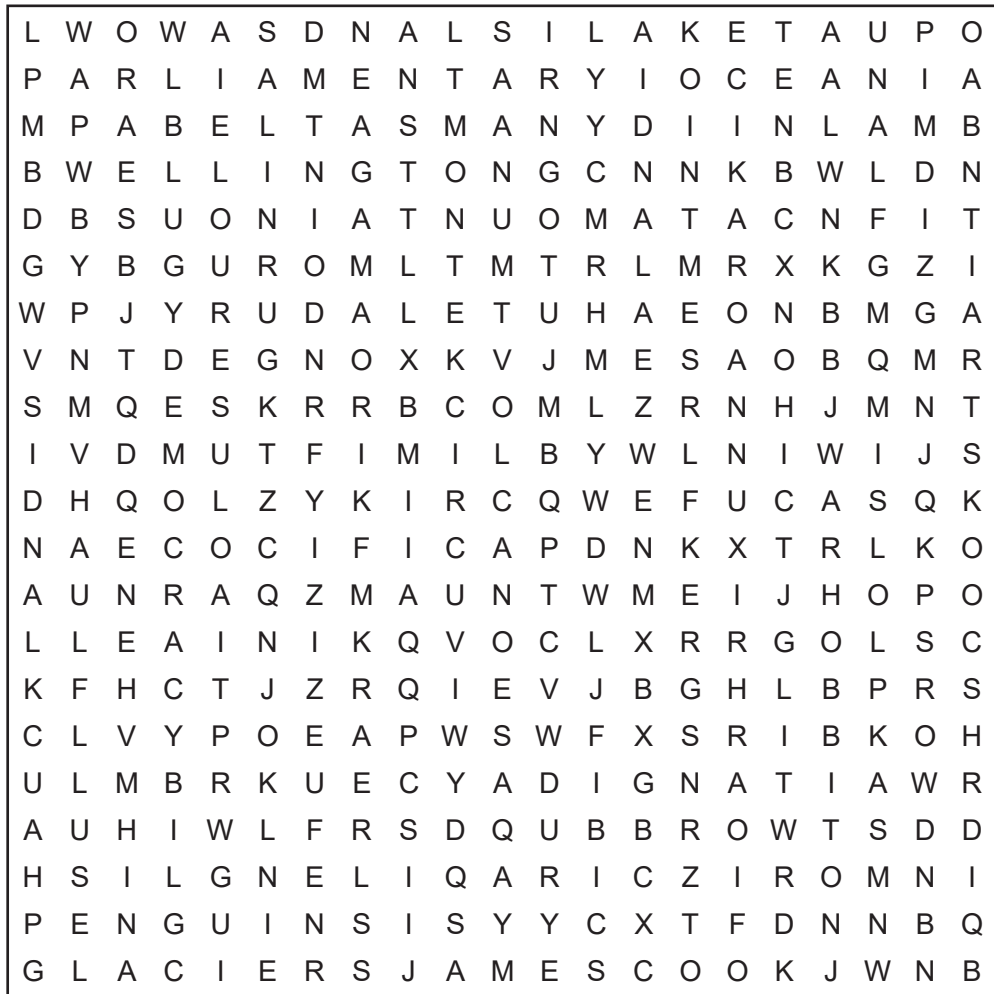 L W O W A S D N A L S I L A K E T A U P O
P A R L I A M E N T A R Y I O C E A N I A
M P A B E L T A S M A N Y D I I N L A M B
B W E L L I N G T O N G C N N K B W L D N
D B S U O N I A T N U O M A T A C N F I T
G Y B G U R O M L T M T R L M R X K G Z I
W P J Y R U D A L E T U H A E O N B M G A
V N T D E G N O X K V J M E S A O B Q M R
S M Q E S K R R B C O M L Z R N H J M N T
I V D M U T F I M I L B Y W L N I W I J S
D H Q O L Z Y K I R C Q W E F U C A S Q K
N A E C O C I F I C A P D N K X T R L K O
A U N R A Q Z M A U N T W M E I J H O P O
L L E A I N I K Q V O C L X R R G O L S C
K F H C T J Z R Q I E V J B G H L B P R S
C L V Y P O E A P W S W F X S R I B K O H
U L M B R K U E C Y A D I G N A T I A W R
A U H I W L F R S D Q U B B R O W T S D D
H S I L G N E L I Q A R I C Z I R O M N I
P E N G U I N S I S Y Y C X T F D N N B Q
G L A C I E R S J A M E S C O O K J W N B